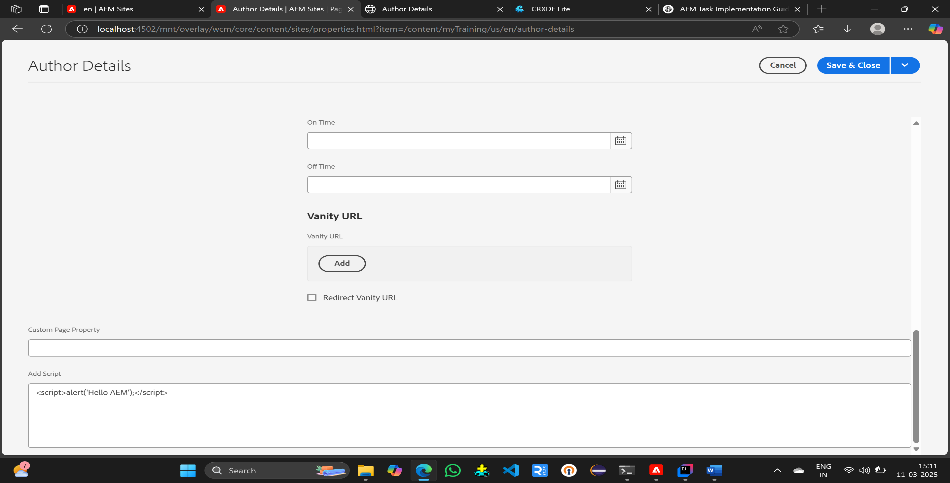 en | AEM Sites
Author Details | AEM Sites - Pag
Author Details
CRXDE Lite
AEM Task Implementation Guid
localhost:4502/mnt/overlay/wcm/core/content/sites/properties.html?item=/content/myTraining/us/en/author-details
Author Details
Cancel
Save & Close
On Time
Off Time
Vanity URL
Vanity URL
Add
Redirect Vanity URL
Custom Page Property
Add Script
<script>alert('Hello AEM');</script>
Search
ENG
IN
15:11
11-03-2025